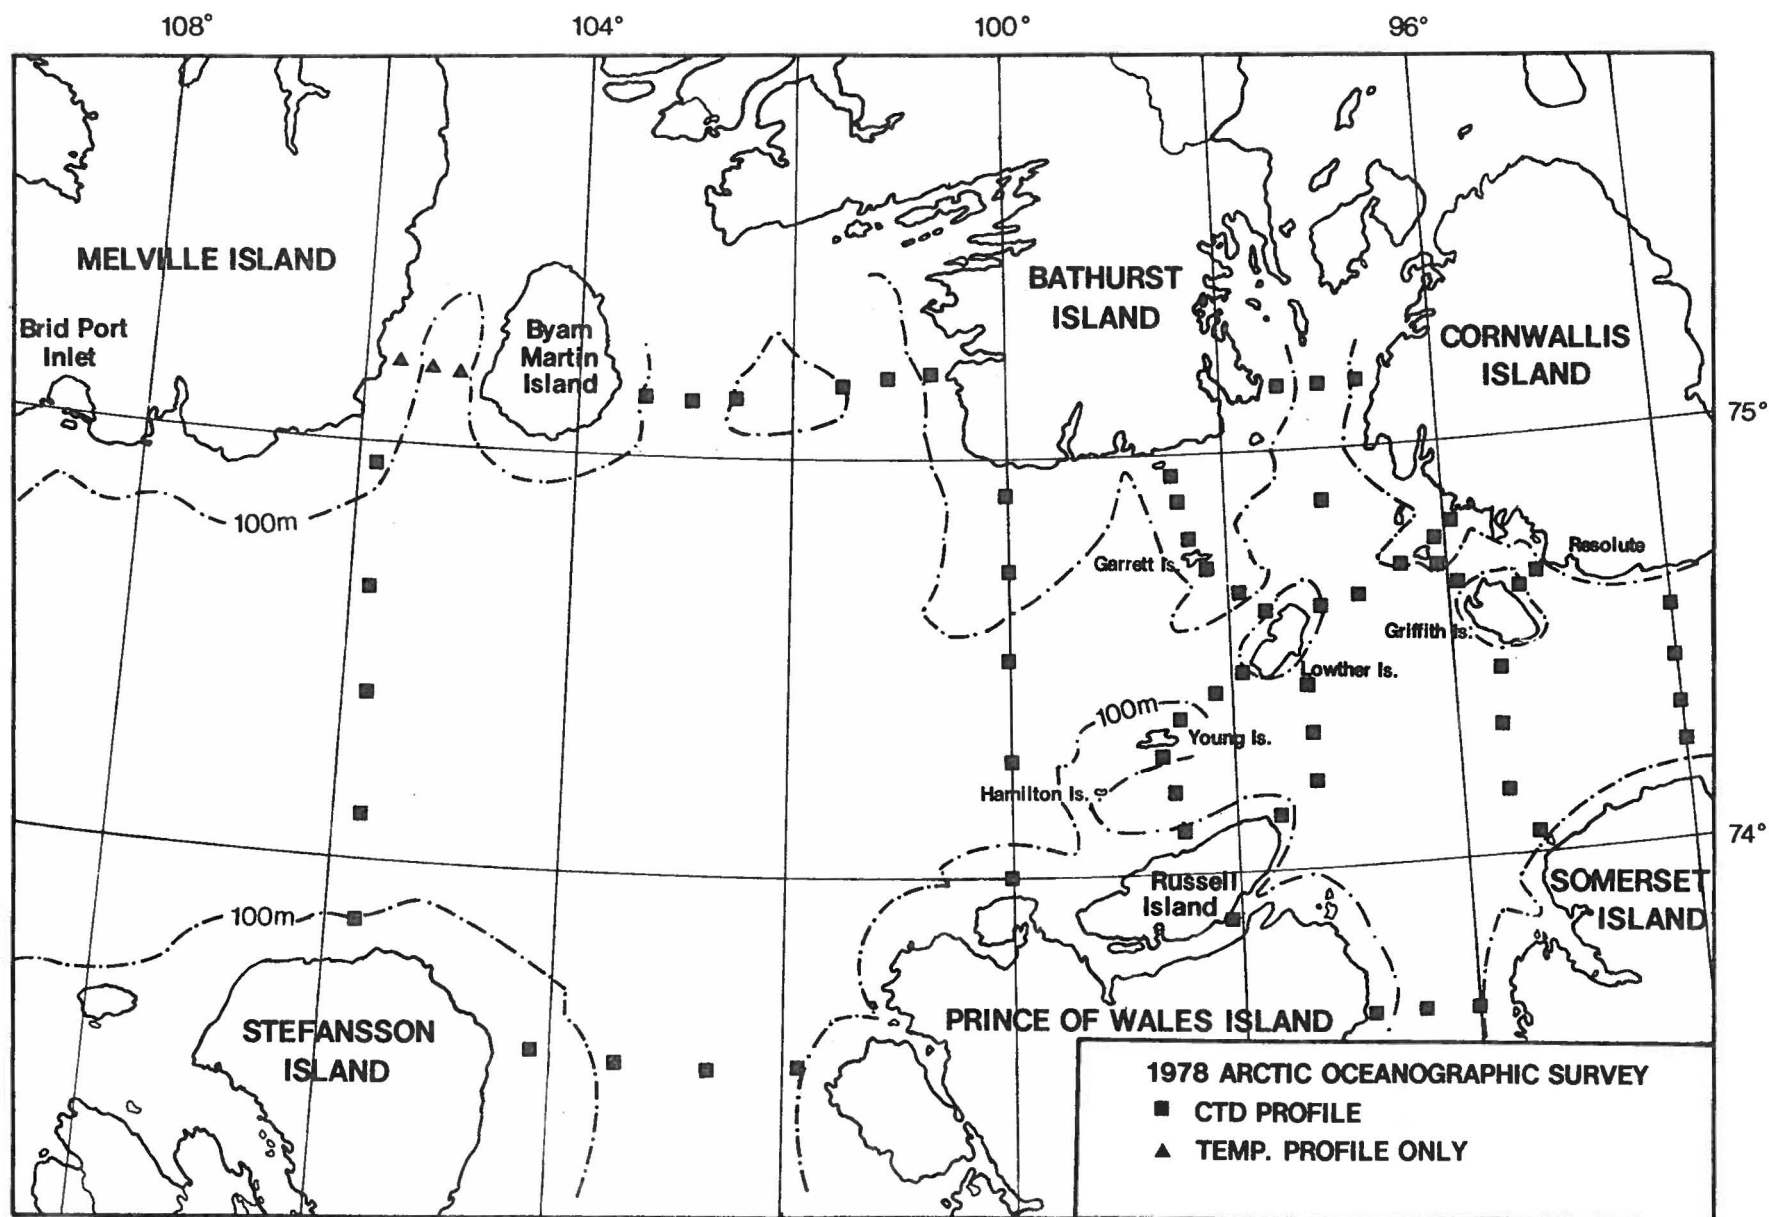 108° 104° 100° 96°
MELVILLE ISLAND
BATHURST
ISLAND
Brid Port
Inlet
Byam
Martin
Island
CORNWALLIS
ISLAND
75°
100m
Resolute
Garrett Is.
Griffith Is.
Lowther Is.
100m
Young Is.
Hamilton Is.
74°
Russell
Island
SOMERSET
ISLAND
100m
STEFANSSON
ISLAND
PRINCE OF WALES ISLAND
1978 ARCTIC OCEANOGRAPHIC SURVEY
CTD PROFILE
TEMP. PROFILE ONLY